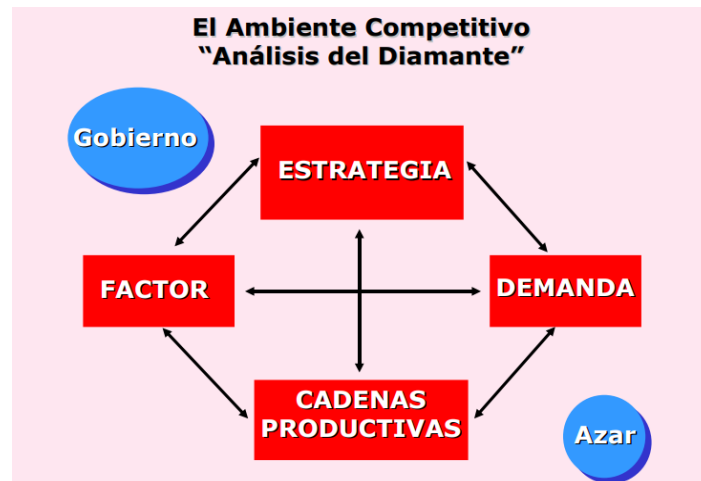 El Ambiente Competitivo
“Análisis del Diamante”
Gobierno
ESTRATEGIA
FACTOR
DEMANDA
CADENAS
PRODUCTIVAS
Azar